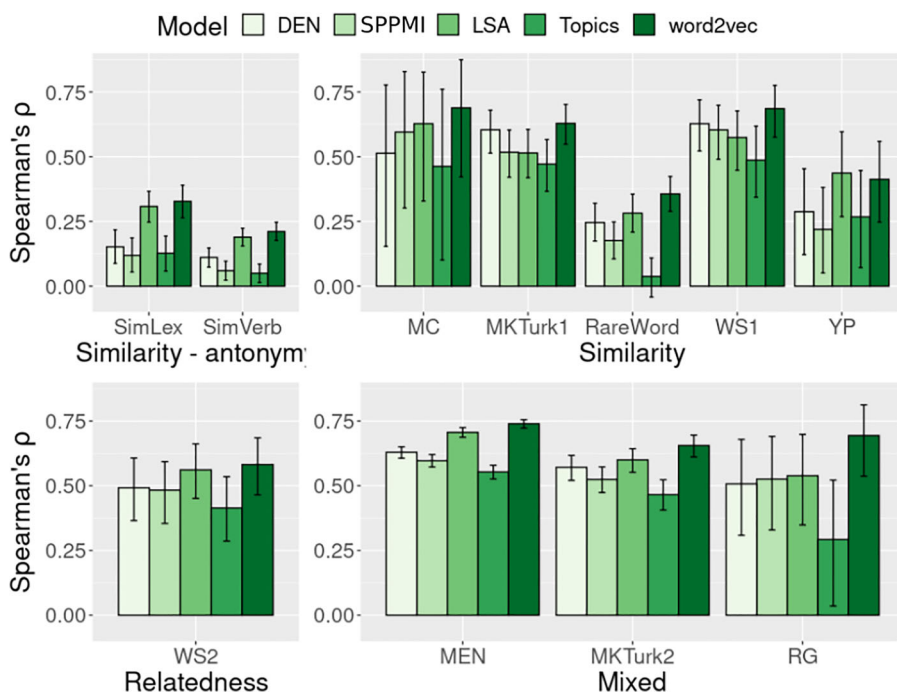 Model DEN SPPMI LSA Topics word2vec
Spearman's ρ
0.75
0.50
0.25
0.00
SimLex SimVerb
Similarity - antonym
MC MKTurk1 RareWord WS1 YP
Similarity
Spearman's ρ
0.75
0.50
0.25
0.00
WS2
Relatedness
MEN MKTurk2 RG
Mixed